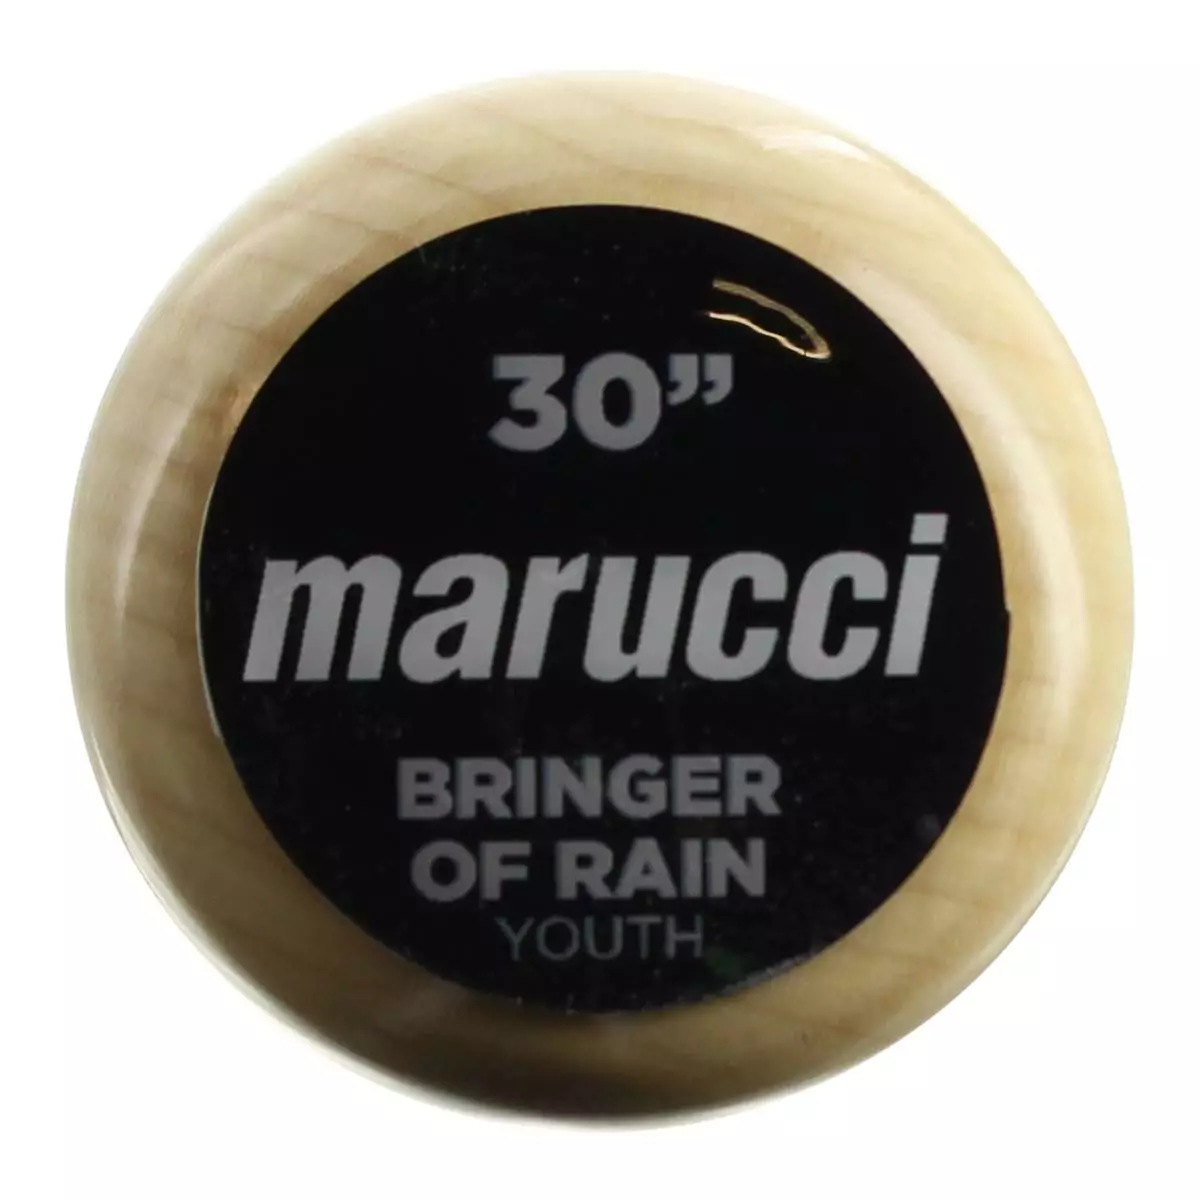 30”
marucci
BRINGER
OF RAIN
YOUTH